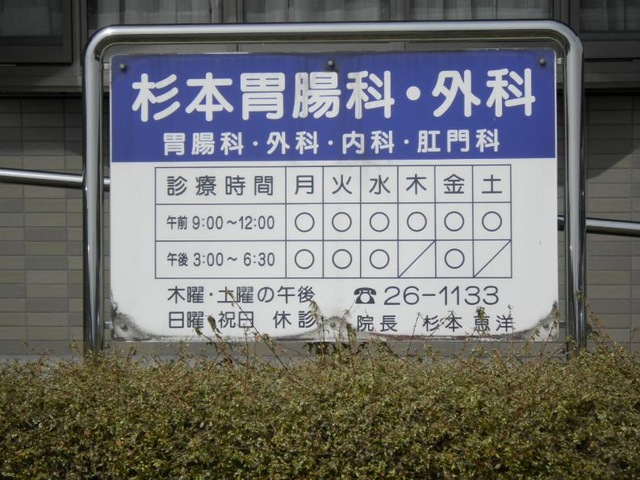 杉本胃腸科・外科
胃腸科・外科・内科・肛門科
診療時間 月 火 水 木 金 土
午前 9:00～12:00 ○ ○ ○ ○ ○ ○
午後 3:00～6:30 ○ ○ ○ ／ ○ ／
木曜・土曜の午後 ☎26-1133
日曜・祝日 休診 院長 杉本 憲洋